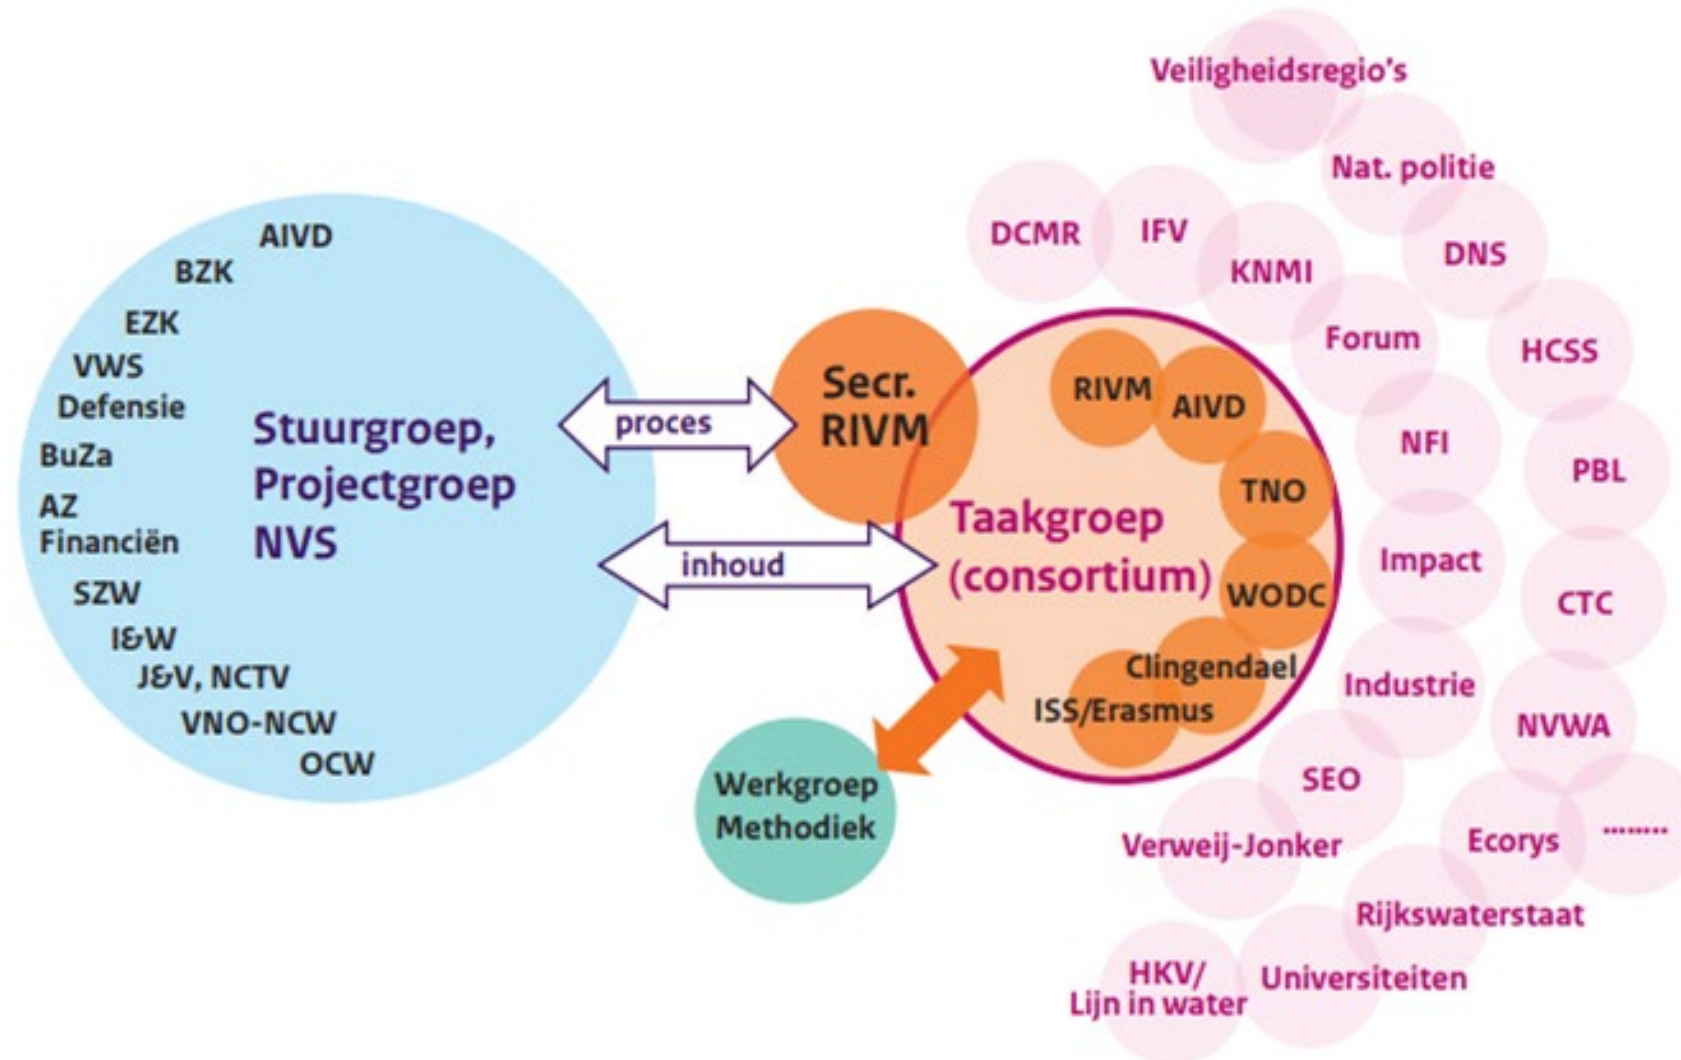 AIVD
BZK
EZK
VWS
Defensie
BuZa
AZ
Financiën
SZW
I&W
J&V, NCTV
VNO-NCW
OCW
Stuurgroep,
Projectgroep
NVS
proces
inhoud
Secr.
RIVM
Taakgroep
(consortium)
RIVM
AIVD
TNO
WODC
Clingendael
ISS/Erasmus
Werkgroep
Methodiek
DCMR
IFV
KNMI
Forum
NFI
Impact
Industrie
SEO
Verweij-Jonker
Veiligheidsregio's
Nat. politie
DNS
HCSS
PBL
CTC
NVWA
........
Ecorys
Rijkswaterstaat
Universiteiten
HKV/
Lijn in water